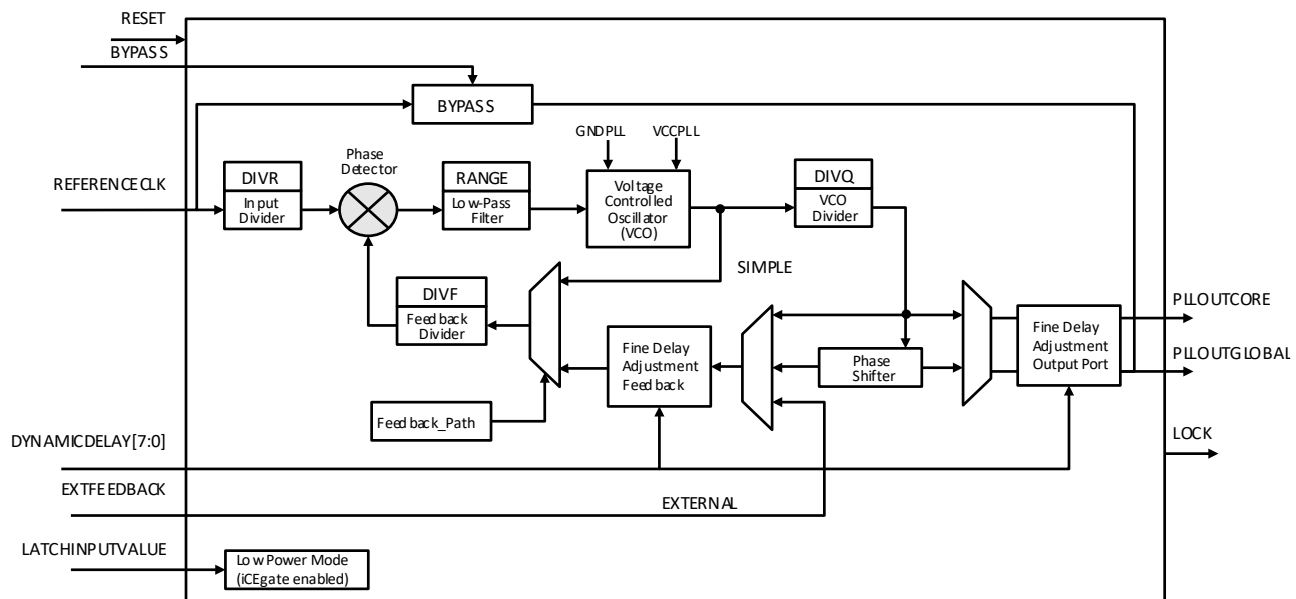 RESET
BYPASS
BYPASS
GNDPLL
VCCPLL
Phase
Detector
REFERENCECLK
DIVR
Input
Divider
RANGE
Low-Pass
Filter
Voltage
Controlled
Oscillator
(VCO)
DIVQ
VCO
Divider
SIMPLE
DIVF
Feedback
Divider
Fine Delay
Adjustment
Feedback
Phase
Shifter
Fine Delay
Adjustment
Output Port
PLLOUTCORE
PLLOUTGLOBAL
Feedback_Path
DYNAMICDELAY[7:0]
LOCK
EXTFEEDBACK
EXTERNAL
LATCHINPUTVALUE
Low Power Mode
(iCEgate enabled)